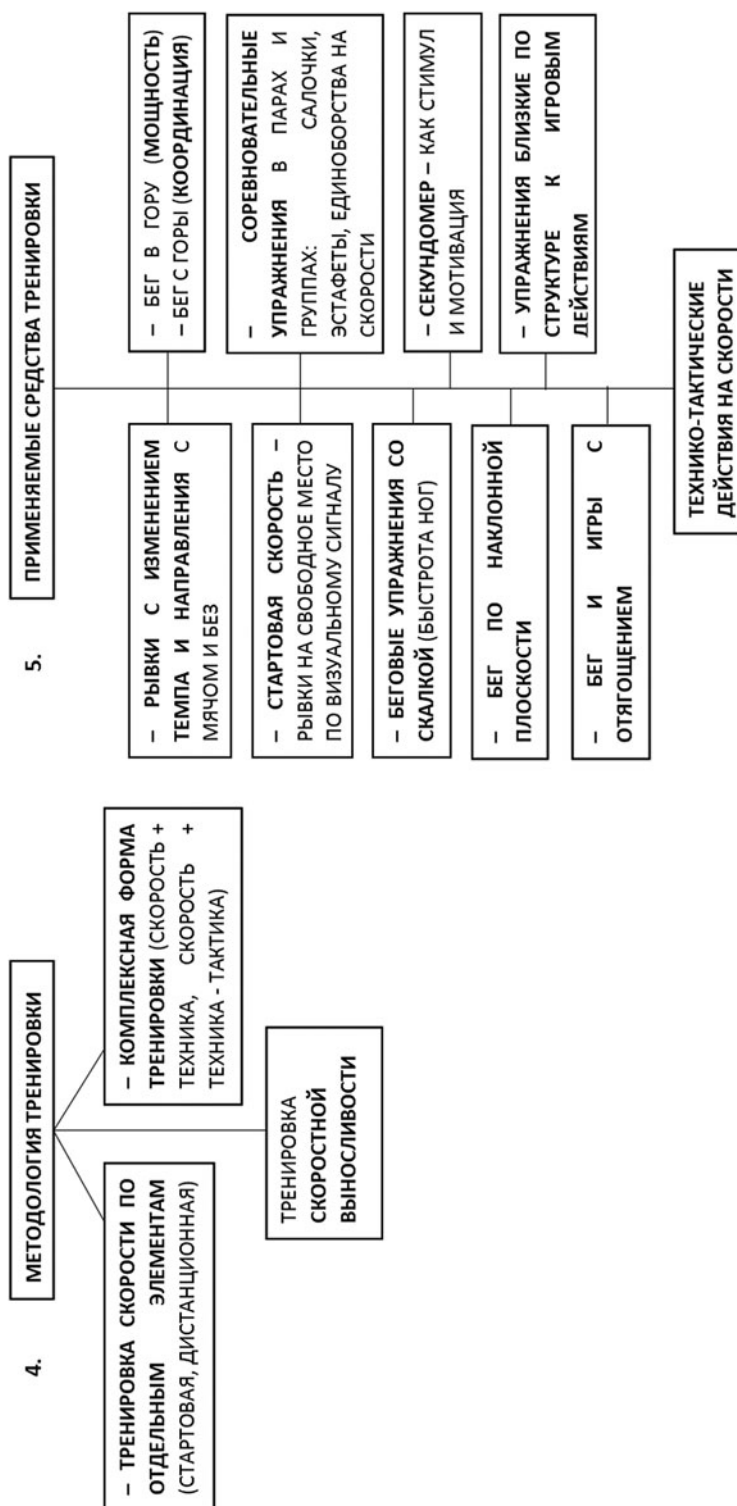 4.
МЕТОДОЛОГИЯ ТРЕНИРОВКИ
– ТРЕНИРОВКА СКОРОСТИ ПО
ОТДЕЛЬНЫМ ЭЛЕМЕНТАМ
(СТАРТОВАЯ, ДИСТАНЦИОННАЯ)
– КОМПЛЕКСНАЯ ФОРМА
ТРЕНИРОВКИ (СКОРОСТЬ +
ТЕХНИКА, СКОРОСТЬ +
ТЕХНИКА - ТАКТИКА)
ТРЕНИРОВКА
СКОРОСТНОЙ
ВЫНОСЛИВОСТИ
5.
ПРИМЕНЯЕМЫЕ СРЕДСТВА ТРЕНИРОВКИ
– РЫВКИ С ИЗМЕНЕНИЕМ
ТЕМПА И НАПРАВЛЕНИЯ С
МЯЧОМ И БЕЗ
– БЕГ В ГОРУ (МОЩНОСТЬ)
– БЕГ С ГОРЫ (КООРДИНАЦИЯ)
– СТАРТОВАЯ СКОРОСТЬ –
РЫВКИ НА СВОБОДНОЕ МЕСТО
ПО ВИЗУАЛЬНОМУ СИГНАЛУ
– СОРЕВНОВАТЕЛЬНЫЕ
УПРАЖНЕНИЯ В ПАРАХ И
ГРУППАХ: САЛОЧКИ,
ЭСТАФЕТЫ, ЕДИНОБОРСТВА НА
СКОРОСТИ
– БЕГОВЫЕ УПРАЖНЕНИЯ СО
СКАЛКОЙ (БЫСТРОТА НОГ)
– СЕКУНДОМЕР – КАК СТИМУЛ
И МОТИВАЦИЯ
– БЕГ ПО НАКЛОННОЙ
ПЛОСКОСТИ
– УПРАЖНЕНИЯ БЛИЗКИЕ ПО
СТРУКТУРЕ К ИГРОВЫМ
ДЕЙСТВИЯМ
– БЕГ И ИГРЫ С
ОТЯГОЩЕНИЕМ
ТЕХНИКО-ТАКТИЧЕСКИЕ
ДЕЙСТВИЯ НА СКОРОСТИ